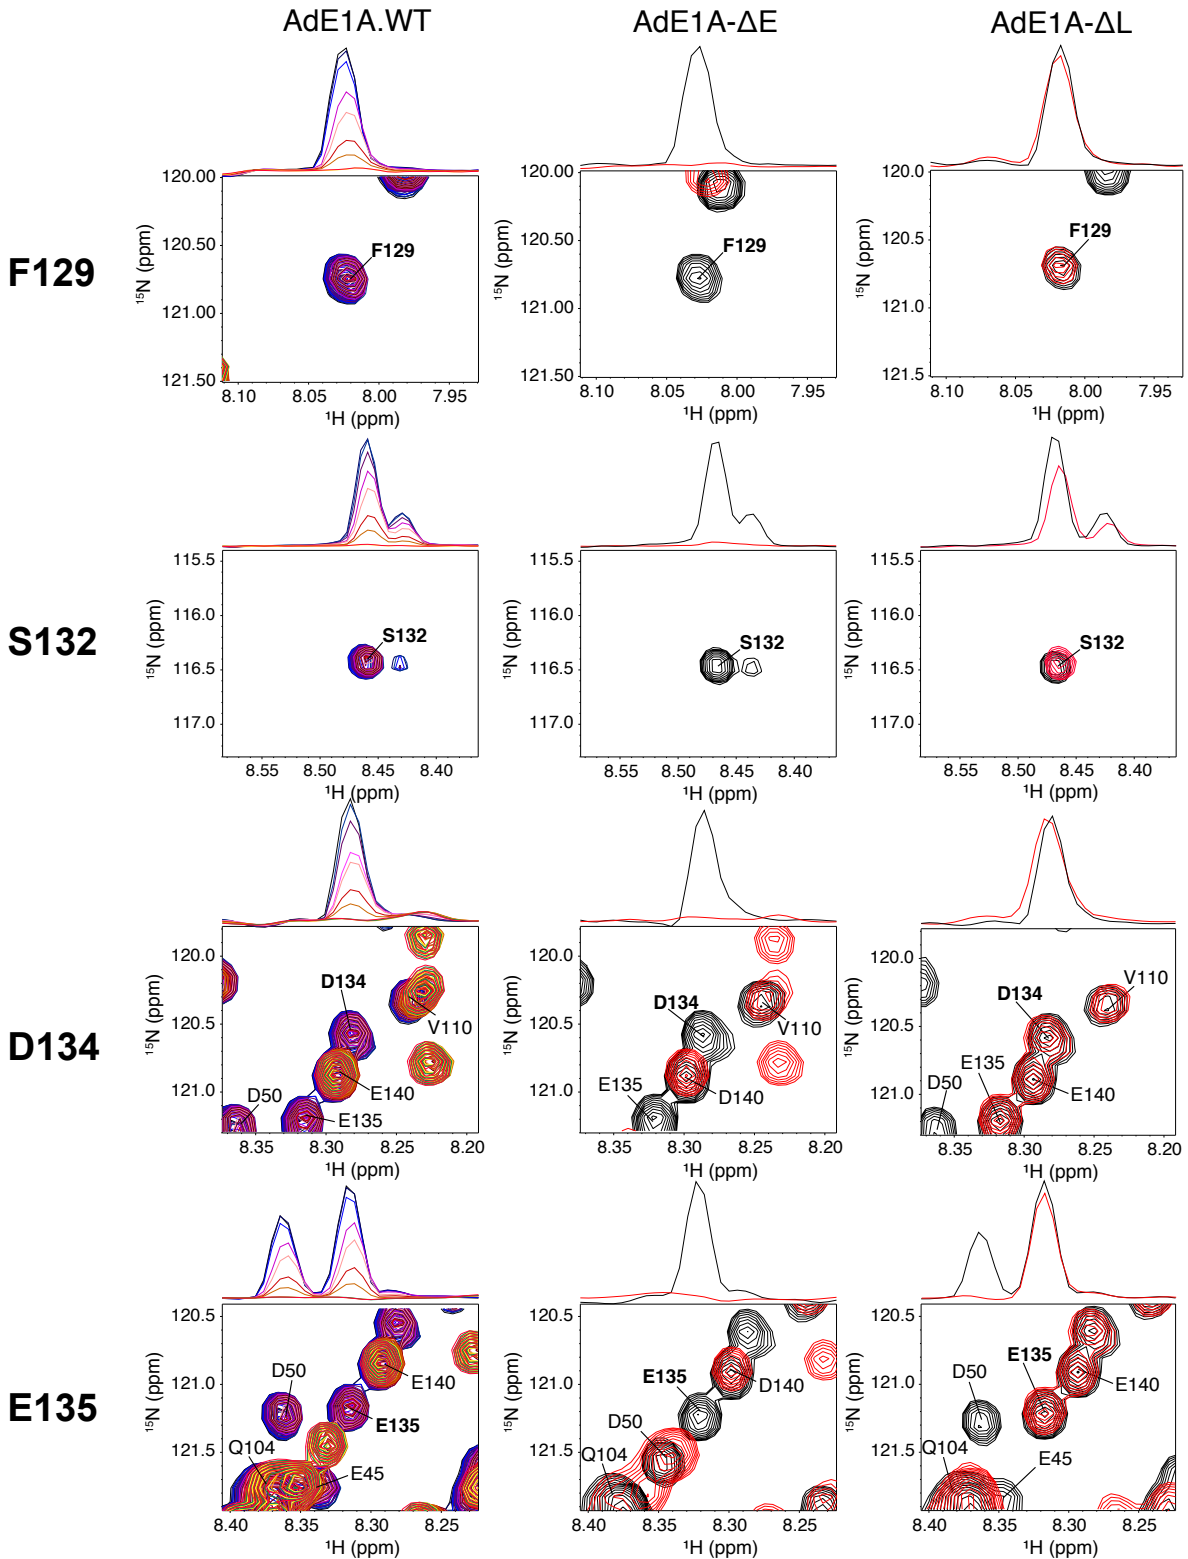 AdE1A.WT AdE1A-ΔE AdE1A-ΔL
F129
120.00 120.50 121.00 121.50
¹⁵N (ppm)
F129
8.10 8.05 8.00 7.95
¹H (ppm)
120.00 120.50 121.00 121.50
¹⁵N (ppm)
F129
8.10 8.05 8.00 7.95
¹H (ppm)
120.0 120.5 121.0 121.5
¹⁵N (ppm)
F129
8.10 8.05 8.00 7.95
¹H (ppm)
S132
115.5 116.0 116.5 117.0
¹⁵N (ppm)
S132
8.55 8.50 8.45 8.40
¹H (ppm)
115.5 116.0 116.5 117.0
¹⁵N (ppm)
S132
8.55 8.50 8.45 8.40
¹H (ppm)
115.5 116.0 116.5 117.0
¹⁵N (ppm)
S132
8.55 8.50 8.45 8.40
¹H (ppm)
D134
120.0 120.5 121.0
¹⁵N (ppm)
D134
V110
E140
D50
E135
8.35 8.30 8.25 8.20
¹H (ppm)
120.0 120.5 121.0
¹⁵N (ppm)
D134
V110
E135
D140
8.35 8.30 8.25 8.20
¹H (ppm)
120.0 120.5 121.0
¹⁵N (ppm)
V110
D134
E135
E140
D50
8.35 8.30 8.25 8.20
¹H (ppm)
E135
120.5 121.0 121.5
¹⁵N (ppm)
D50
E140
E135
Q104
E45
8.40 8.35 8.30 8.25
¹H (ppm)
120.5 121.0 121.5
¹⁵N (ppm)
E135
D140
D50
Q104
8.40 8.35 8.30 8.25
¹H (ppm)
120.5 121.0 121.5
¹⁵N (ppm)
E135
D50
E140
Q104
E45
8.40 8.35 8.30 8.25
¹H (ppm)